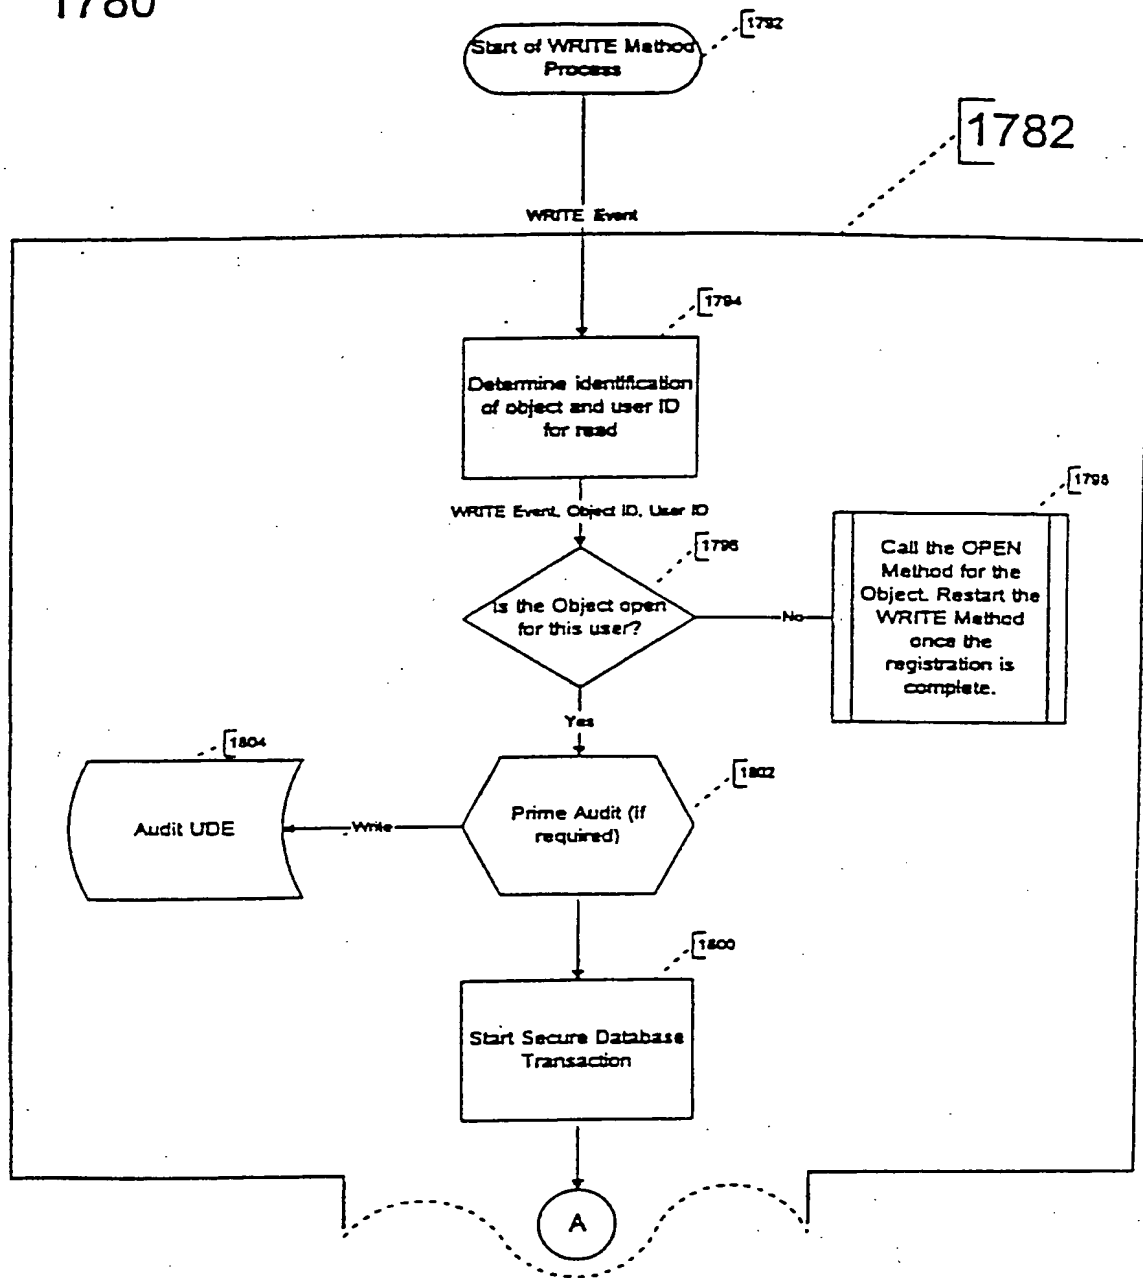 1780
1792
Start of WRITE Method
Process
1782
WRITE Event
1794
Determine identification
of object and user ID
for read
WRITE Event, Object ID, User ID
1796
1798
Is the Object open
for this user?
No
Call the OPEN
Method for the
Object. Restart the
WRITE Method
once the
registration is
complete.
Yes
1804
1802
Audit UDE
Write
Prime Audit (if
required)
1800
Start Secure Database
Transaction
A